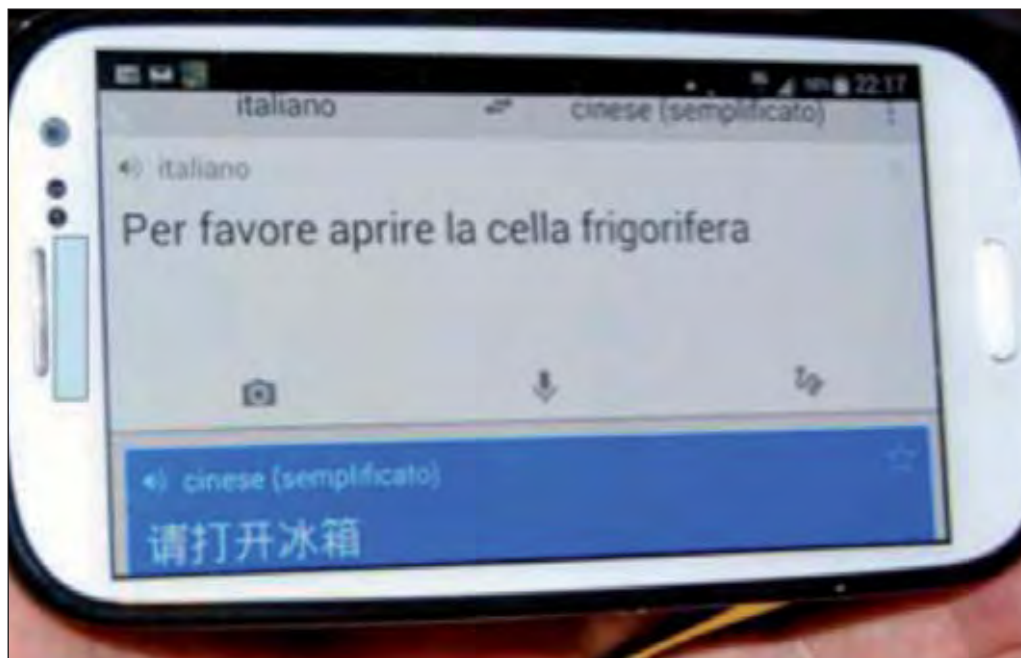 22:17
italiano cinese (semplificato)
italiano
Per favore aprire la cella frigorifera
cinese (semplificato)
请打开冰箱